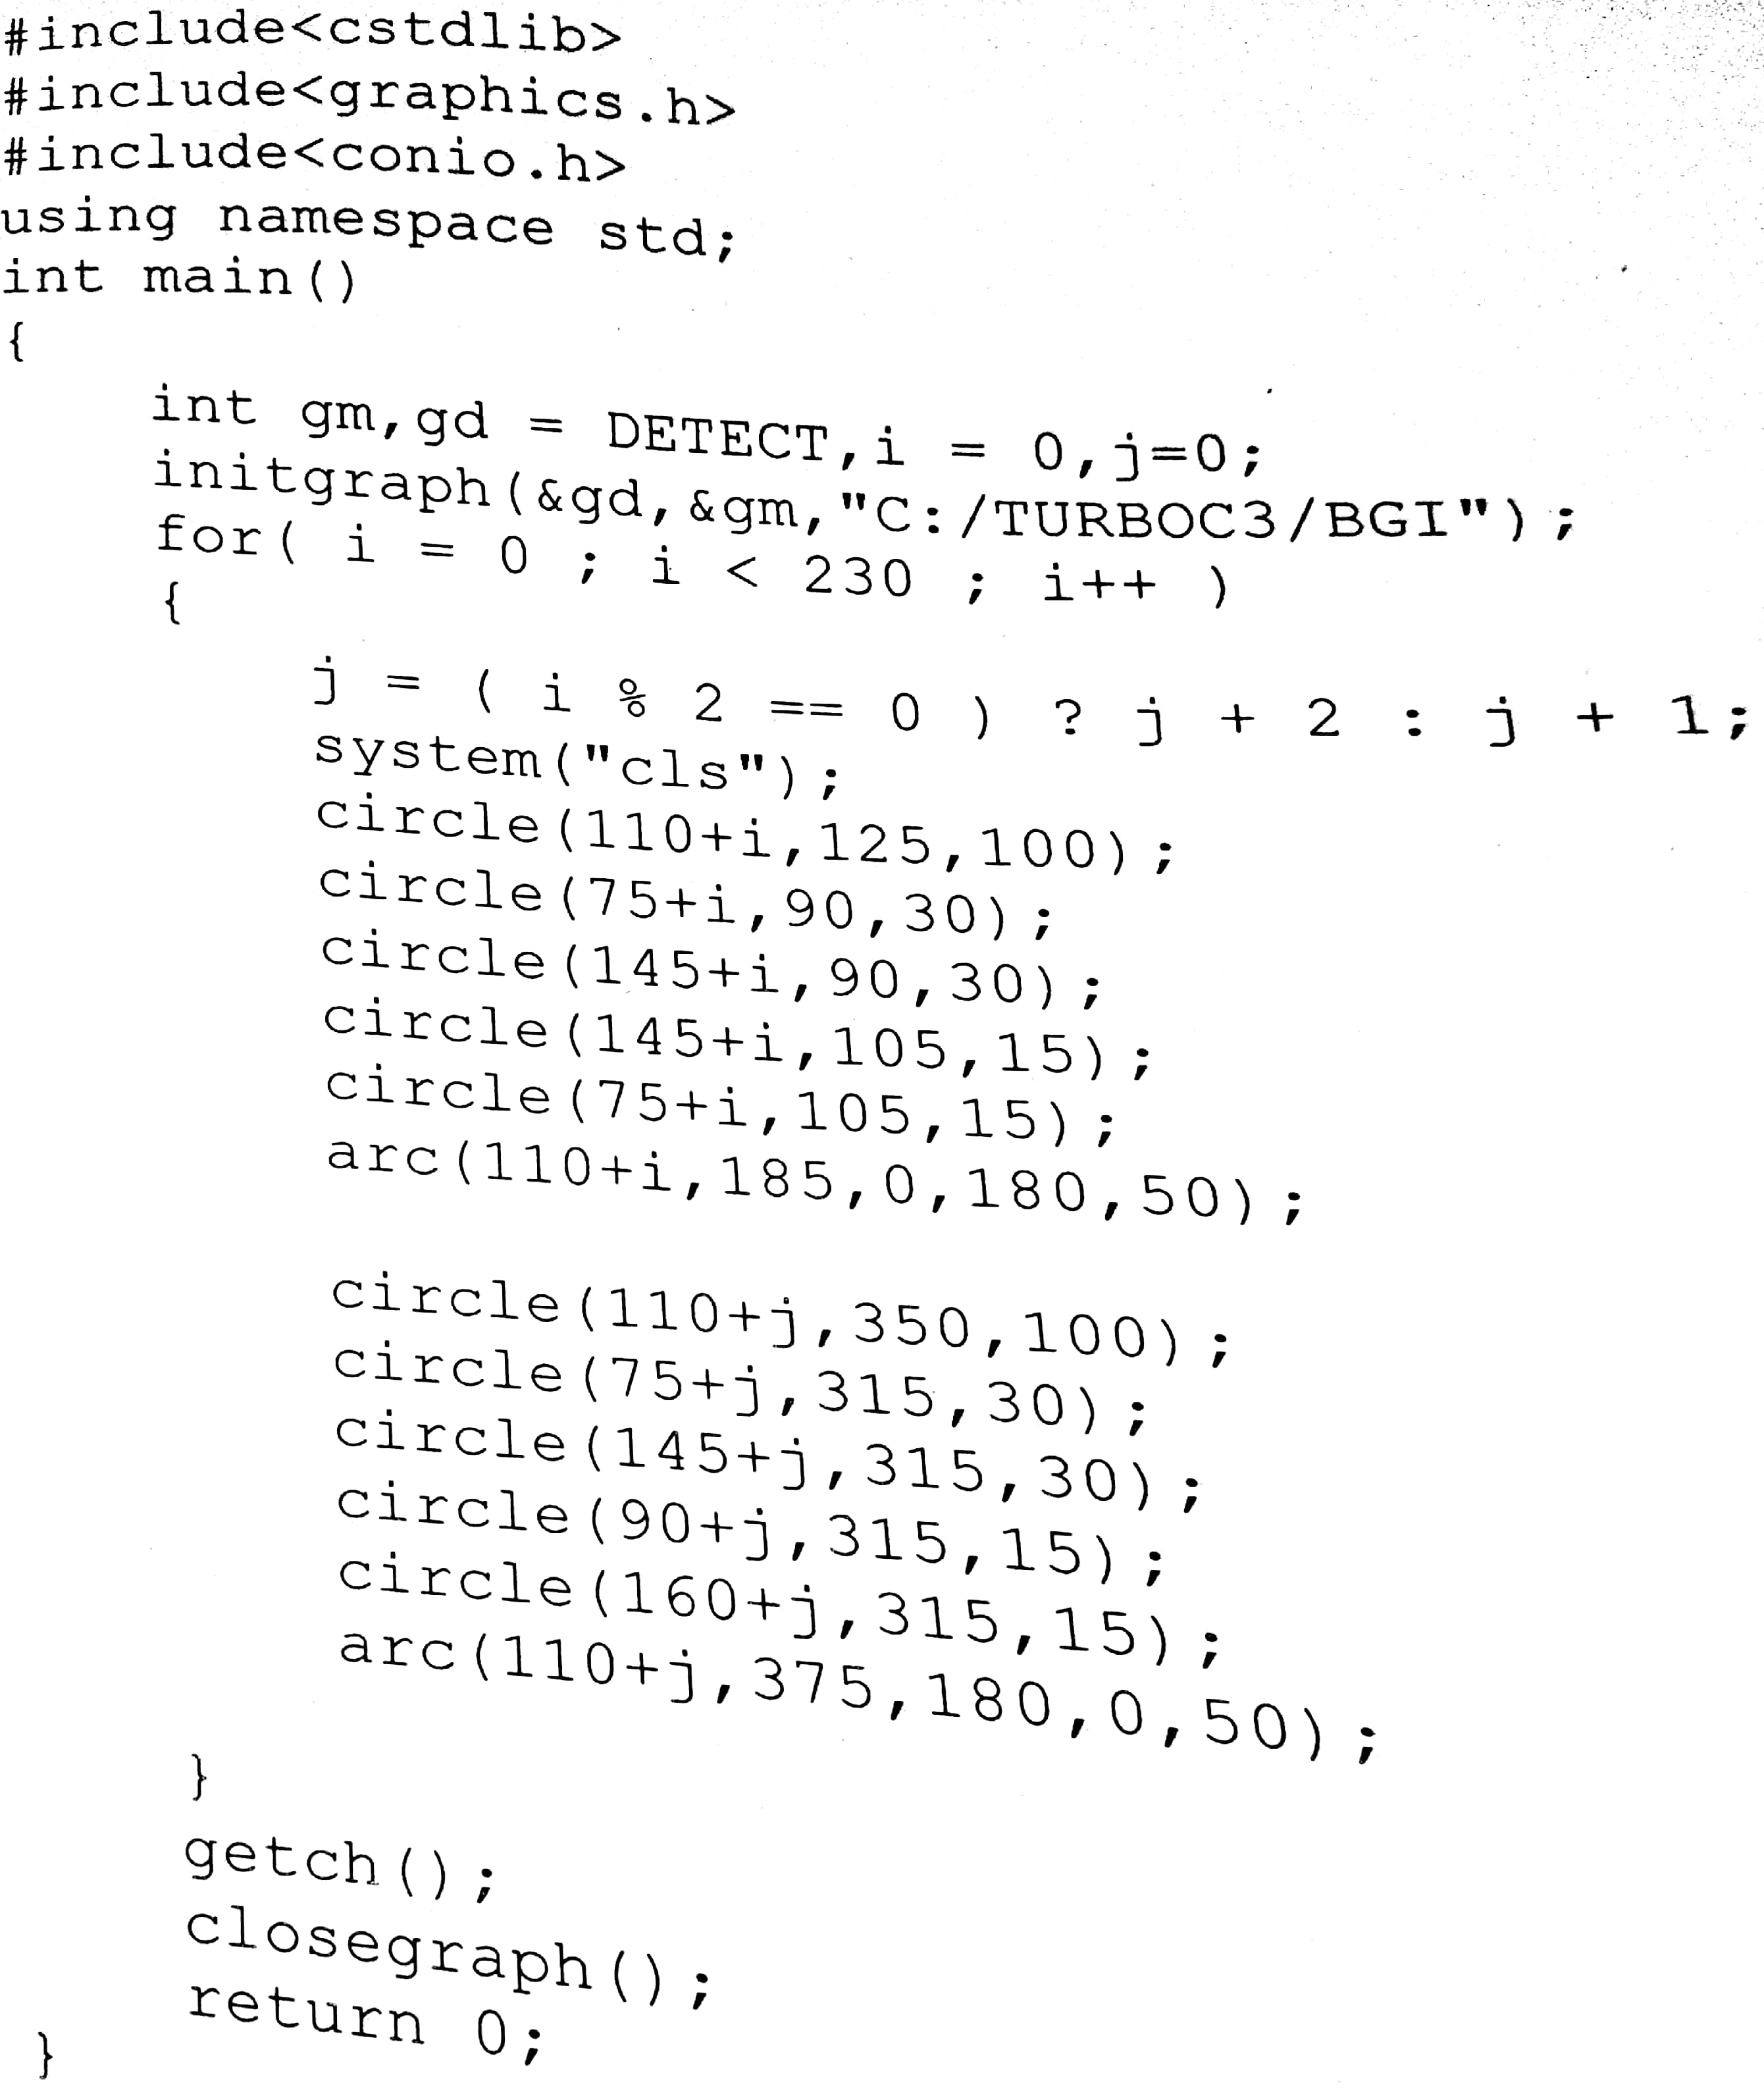 #include<cstdlib>
#include<graphics.h>
#include<conio.h>
using namespace std;
int main()
{
    int gm,gd = DETECT,i = 0,j=0;
    initgraph(&gd,&gm,"C:/TURBOC3/BGI");
    for( i = 0 ; i < 230 ; i++ )
    {
        j = ( i % 2 == 0 ) ? j + 2 : j + 1;
        system("cls");
        circle(110+i,125,100);
        circle(75+i,90,30);
        circle(145+i,90,30);
        circle(145+i,105,15);
        circle(75+i,105,15);
        arc(110+i,185,0,180,50);

        circle(110+j,350,100);
        circle(75+j,315,30);
        circle(145+j,315,30);
        circle(90+j,315,15);
        circle(160+j,315,15);
        arc(110+j,375,180,0,50);
    }
    getch();
    closegraph();
    return 0;
}